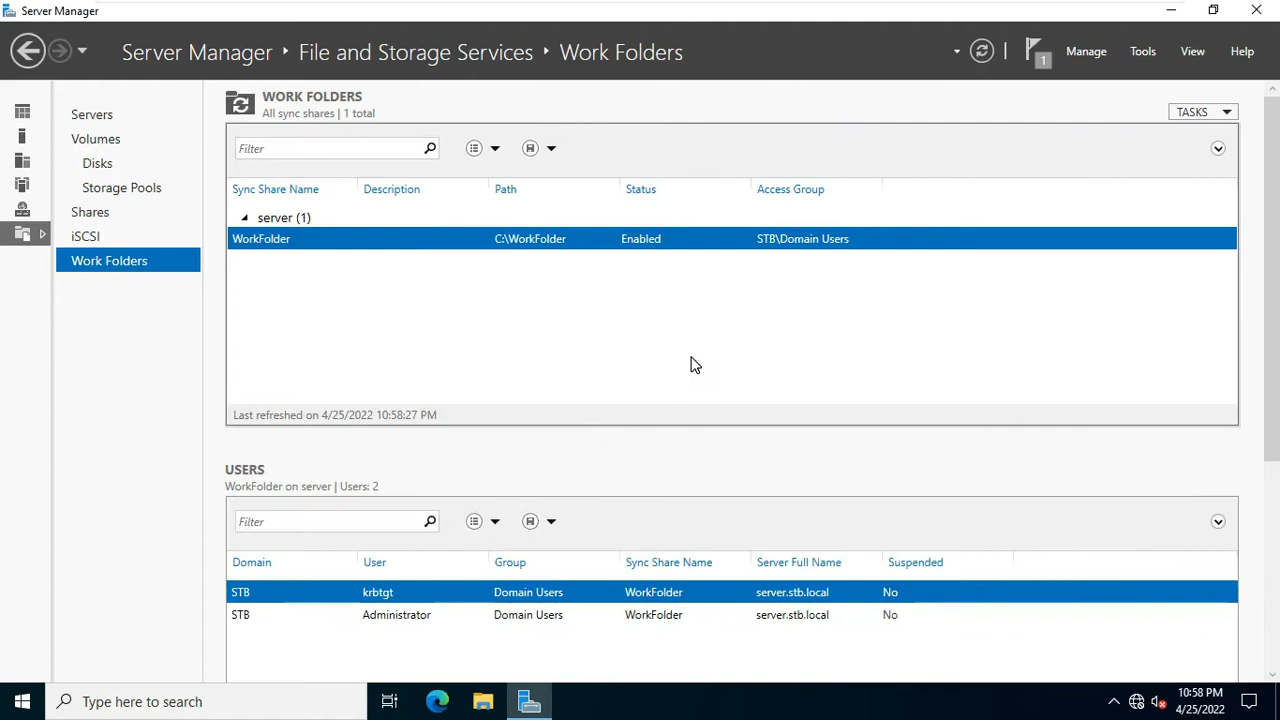 Server Manager
Server Manager ‣ File and Storage Services ‣ Work Folders
1
Manage
Tools
View
Help
Servers
Volumes
Disks
Storage Pools
Shares
iSCSI
Work Folders
WORK FOLDERS
All sync shares | 1 total
TASKS
Filter
Sync Share Name Description Path Status Access Group
server (1)
WorkFolder C:\WorkFolder Enabled STB\Domain Users
Last refreshed on 4/25/2022 10:58:27 PM
USERS
WorkFolder on server | Users: 2
Filter
Domain User Group Sync Share Name Server Full Name Suspended
STB krbtgt Domain Users WorkFolder server.stb.local No
STB Administrator Domain Users WorkFolder server.stb.local No
Type here to search
10:58 PM
4/25/2022